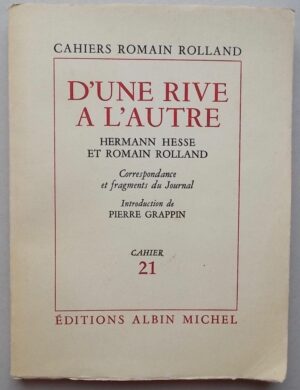 CAHIERS ROMAIN ROLLAND
D'UNE RIVE
A L'AUTRE
HERMANN HESSE
ET ROMAIN ROLLAND
Correspondance
et fragments du Journal
Introduction de
PIERRE GRAPPIN
CAHIER
21
ÉDITIONS ALBIN MICHEL